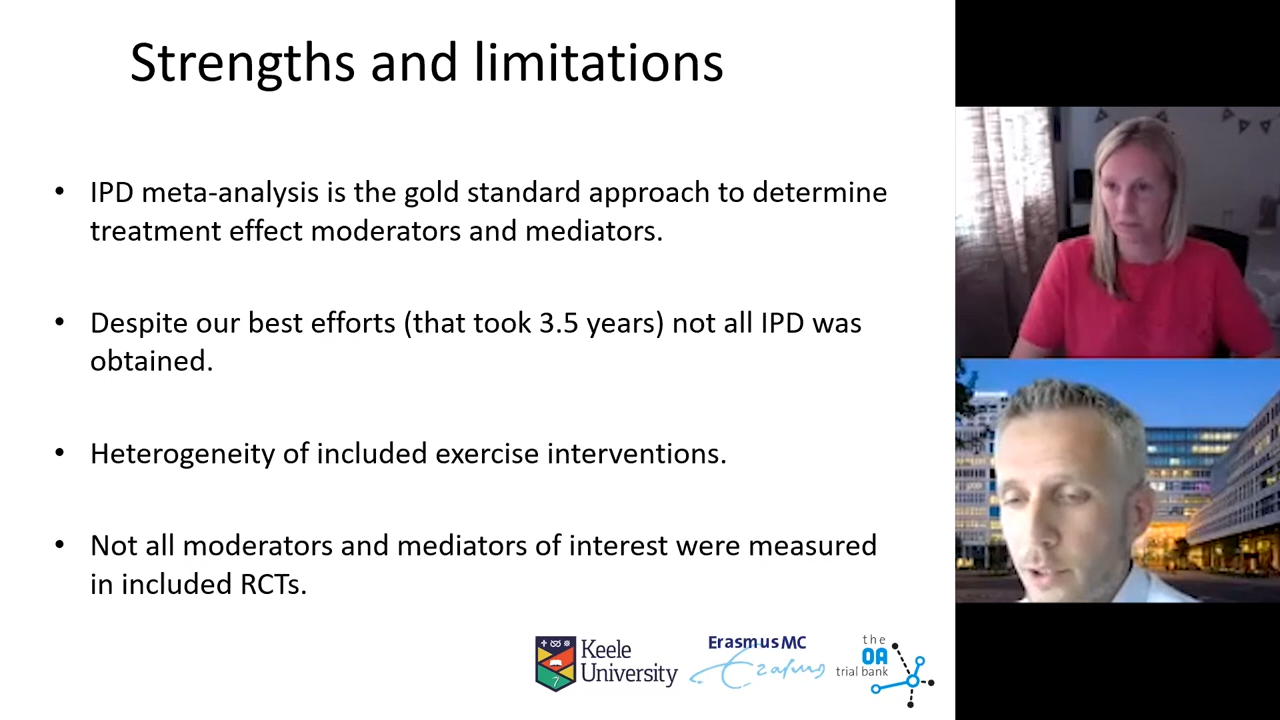 Strengths and limitations
• IPD meta-analysis is the gold standard approach to determine
treatment effect moderators and mediators.
• Despite our best efforts (that took 3.5 years) not all IPD was
obtained.
• Heterogeneity of included exercise interventions.
• Not all moderators and mediators of interest were measured
in included RCTs.
Keele
University
Erasmus MC
Erasmus
the
OA
trial bank